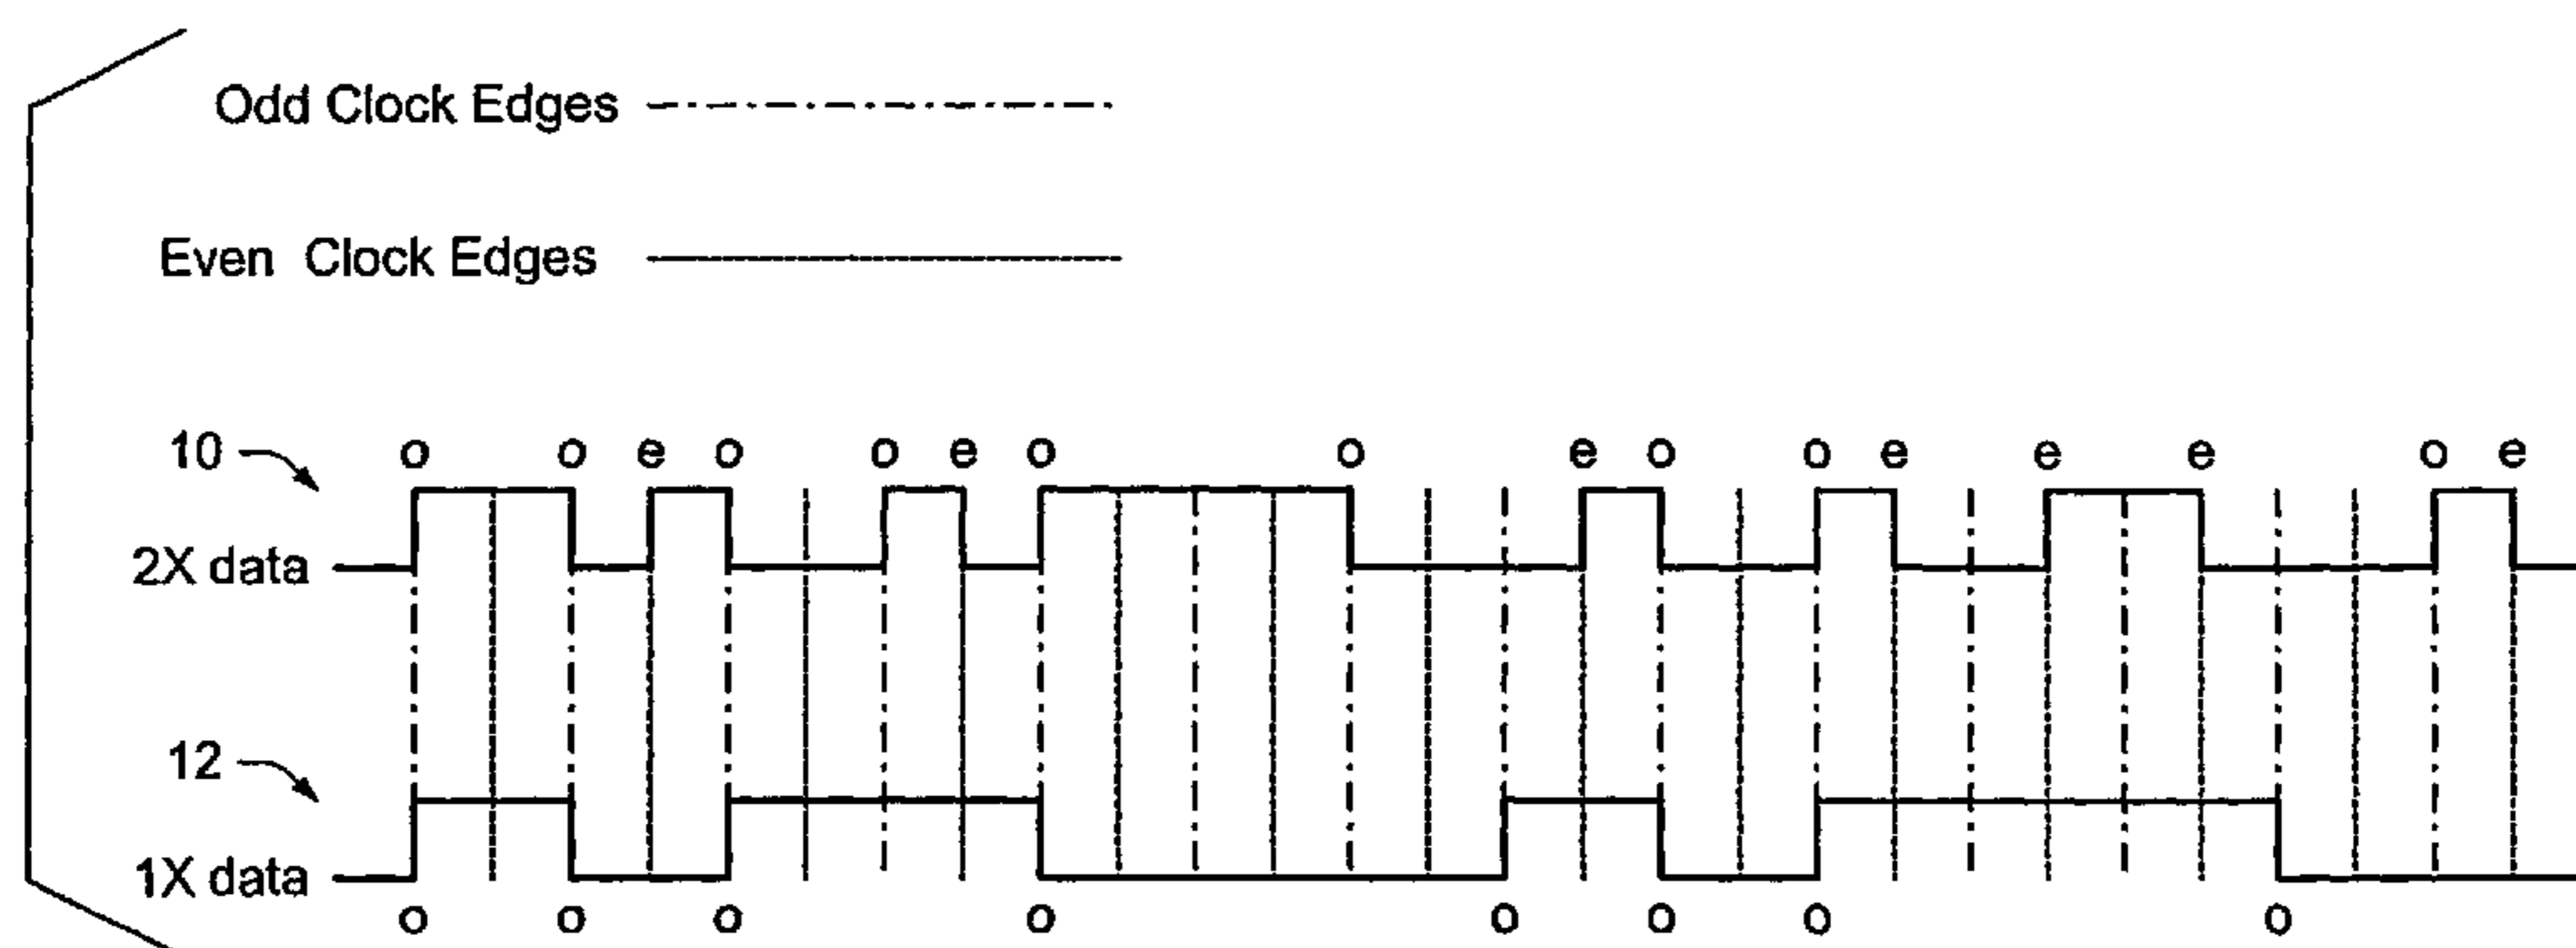 Odd Clock Edges
Even Clock Edges
10
o o e o o e o o e o o e e e o e
2X data
12
1X data
o o o o o o o o